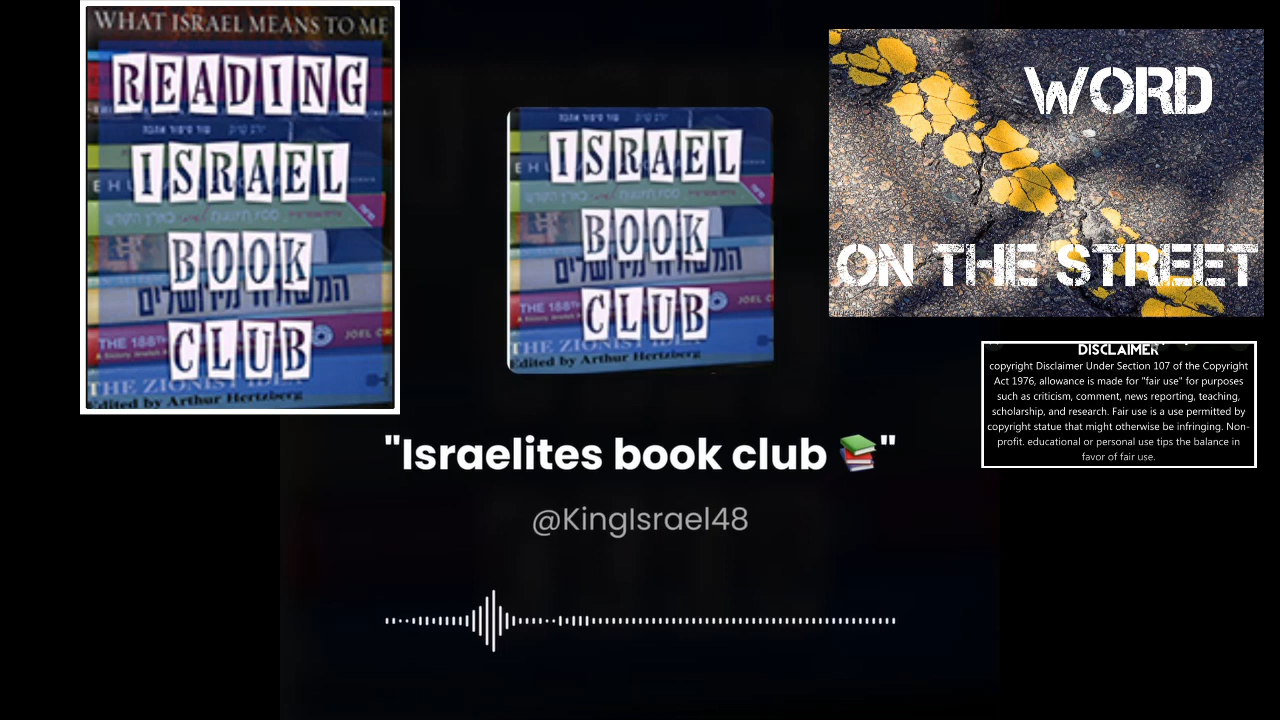 WHAT ISRAEL MEANS TO ME
READING
ISRAEL
BOOK
CLUB
THE 188TH
JOEL C
THE ZIONIST IDEA
Edited by Arthur Hertzberg
ISRAEL
BOOK
CLUB
THE 188TH
JOEL C
Edited by Arthur Hertzberg
"Israelites book club 📚"
@KingIsrael48
WORD
ON THE STREET
DISCLAIMER
copyright Disclaimer Under Section 107 of the Copyright
Act 1976, allowance is made for "fair use" for purposes
such as criticism, comment, news reporting, teaching,
scholarship, and research. Fair use is a use permitted by
copyright statue that might otherwise be infringing. Non-
profit. educational or personal use tips the balance in
favor of fair use.